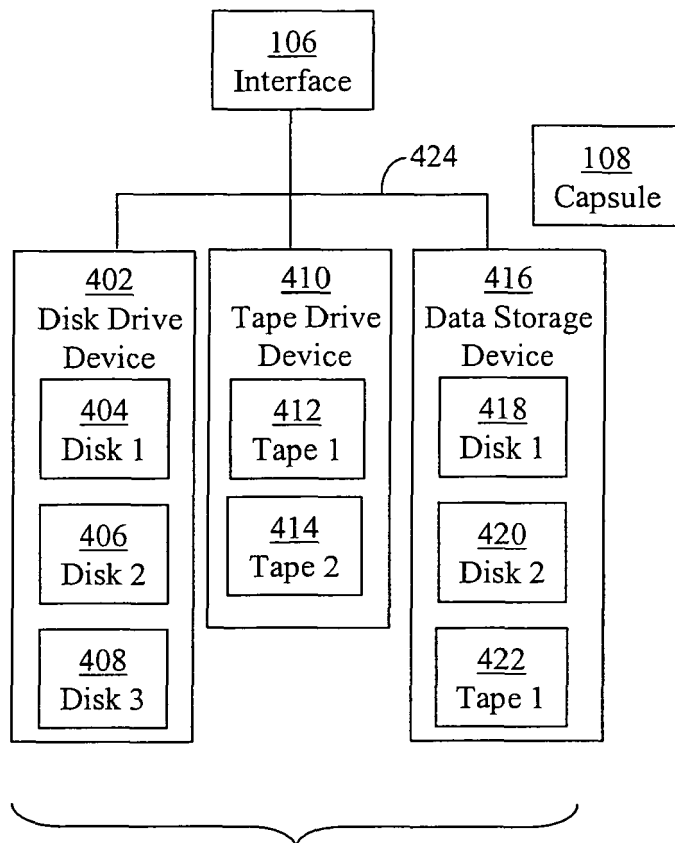 106
Interface
424
108
Capsule
402
Disk Drive
Device
404
Disk 1
406
Disk 2
408
Disk 3
410
Tape Drive
Device
412
Tape 1
414
Tape 2
416
Data Storage
Device
418
Disk 1
420
Disk 2
422
Tape 1